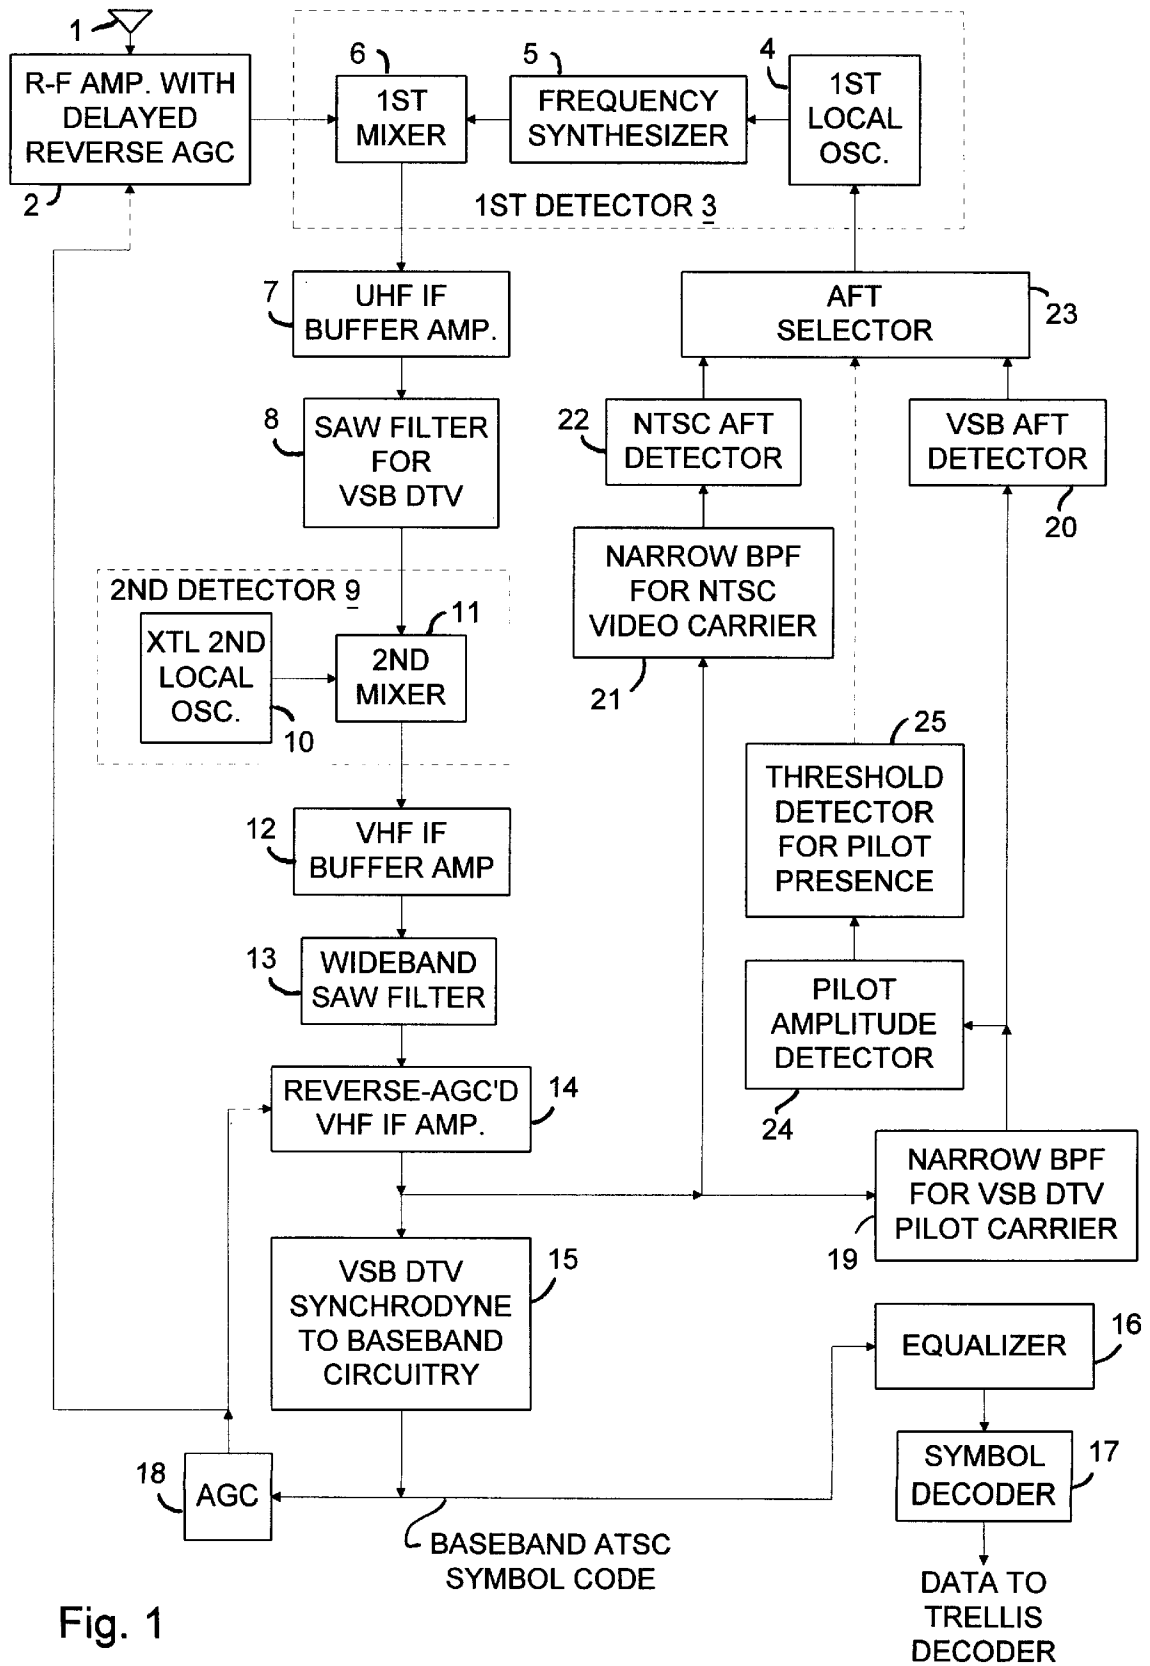 1
R-F AMP. WITH
DELAYED
REVERSE AGC
2
6
1ST
MIXER
5
FREQUENCY
SYNTHESIZER
4
1ST
LOCAL
OSC.
1ST DETECTOR 3
7
UHF IF
BUFFER AMP.
AFT
SELECTOR
23
8
SAW FILTER
FOR
VSB DTV
22
NTSC AFT
DETECTOR
VSB AFT
DETECTOR
20
NARROW BPF
FOR NTSC
VIDEO CARRIER
21
2ND DETECTOR 9
XTL 2ND
LOCAL
OSC.
10
11
2ND
MIXER
25
THRESHOLD
DETECTOR
FOR PILOT
PRESENCE
12
VHF IF
BUFFER AMP
13
WIDEBAND
SAW FILTER
PILOT
AMPLITUDE
DETECTOR
24
REVERSE-AGC'D
VHF IF AMP.
14
NARROW BPF
FOR VSB DTV
PILOT CARRIER
19
VSB DTV
SYNCHRODYNE
TO BASEBAND
CIRCUITRY
15
EQUALIZER
16
18
AGC
SYMBOL
DECODER
17
BASEBAND ATSC
SYMBOL CODE
DATA TO
TRELLIS
DECODER
Fig. 1